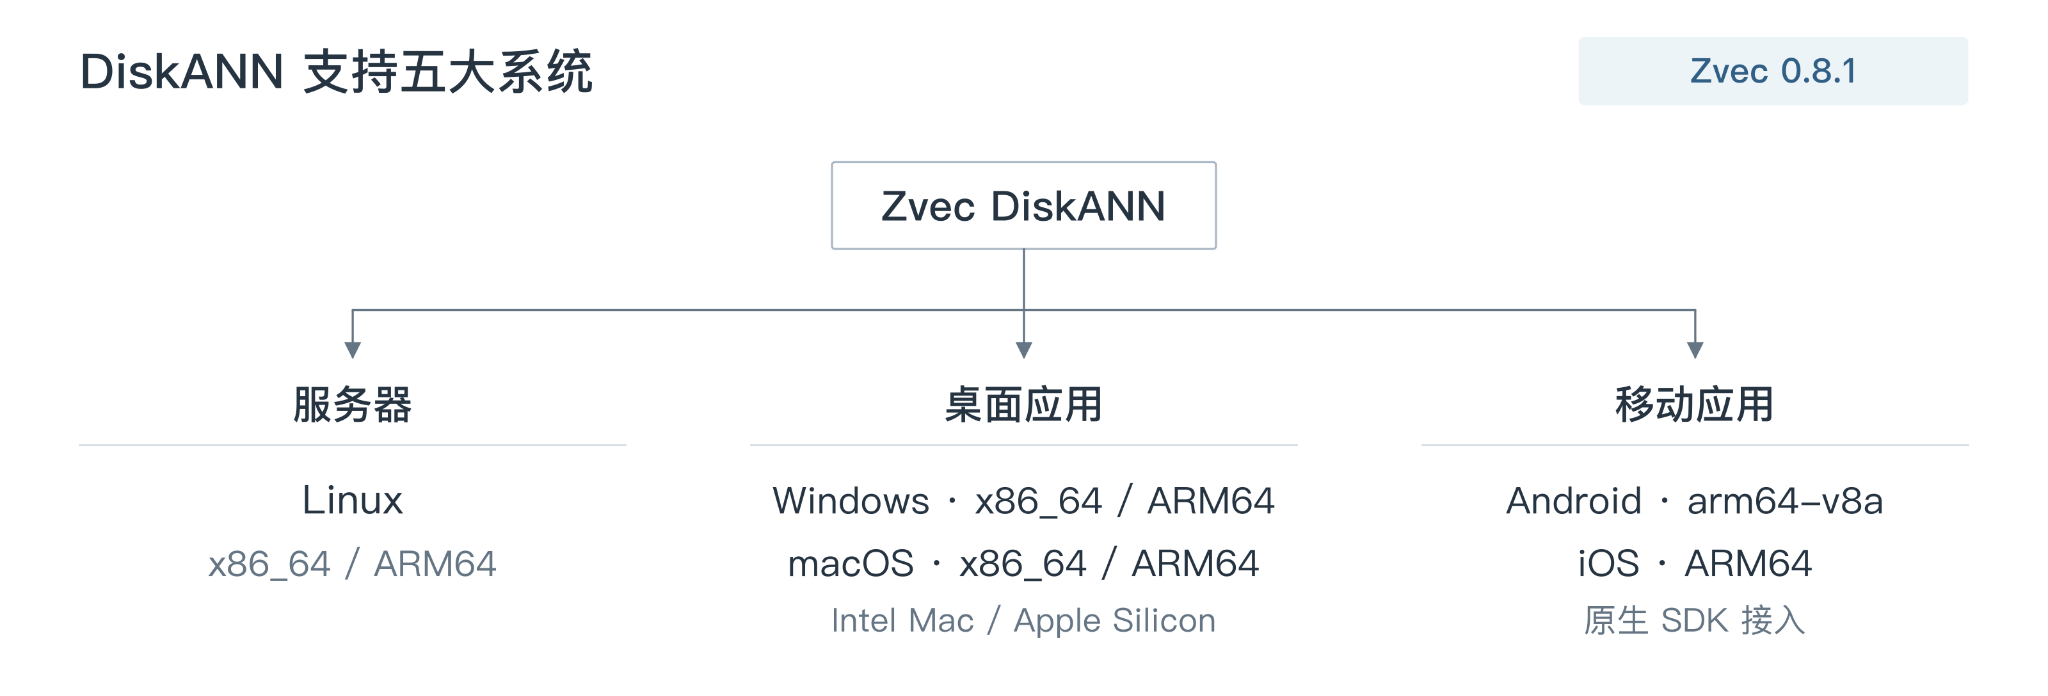 DiskANN 支持五大系统
Zvec 0.8.1
Zvec DiskANN
服务器
Linux
x86_64 / ARM64
桌面应用
Windows · x86_64 / ARM64
macOS · x86_64 / ARM64
Intel Mac / Apple Silicon
移动应用
Android · arm64-v8a
iOS · ARM64
原生 SDK 接入